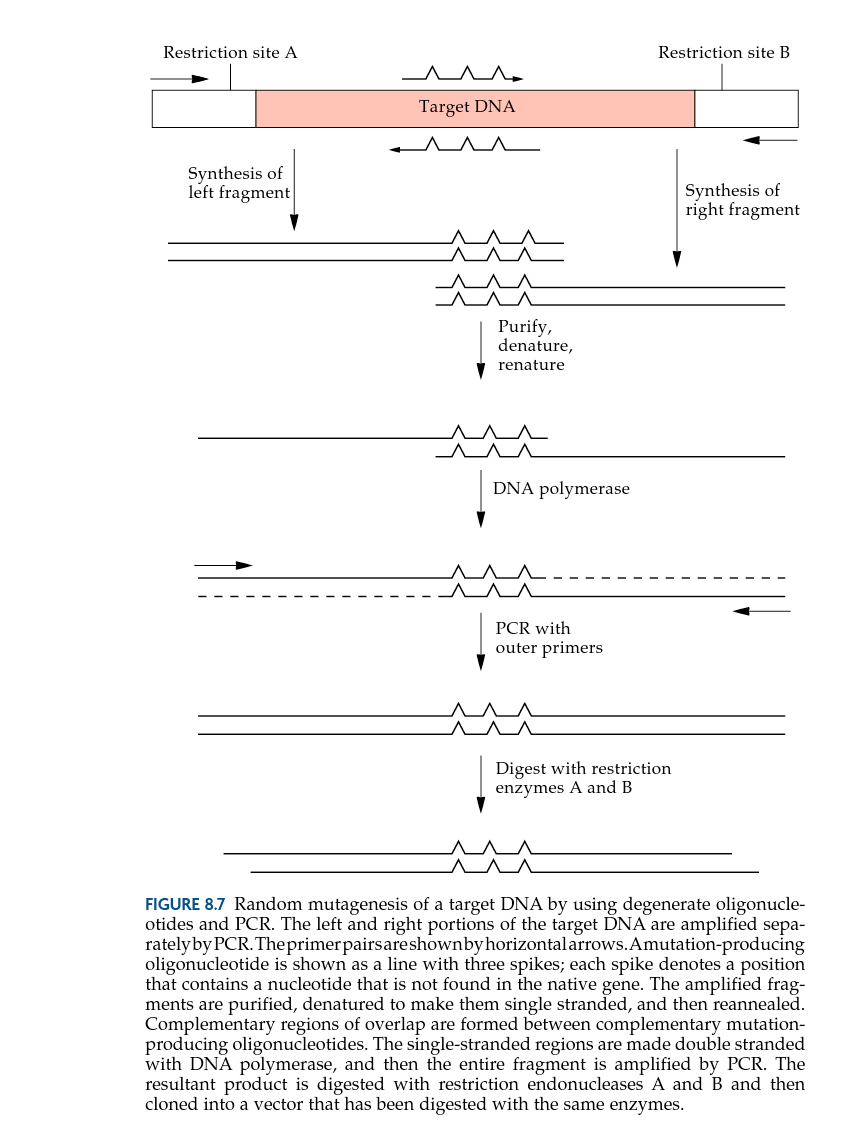 Restriction site A
Restriction site B
Target DNA
Synthesis of
left fragment
Synthesis of
right fragment
Purify,
denature,
renature
DNA polymerase
PCR with
outer primers
Digest with restriction
enzymes A and B
FIGURE 8.7 Random mutagenesis of a target DNA by using degenerate oligonucle-
otides and PCR. The left and right portions of the target DNA are amplified sepa-
rately by PCR. The primer pairs are shown by horizontal arrows. A mutation-producing
oligonucleotide is shown as a line with three spikes; each spike denotes a position
that contains a nucleotide that is not found in the native gene. The amplified frag-
ments are purified, denatured to make them single stranded, and then reannealed.
Complementary regions of overlap are formed between complementary mutation-
producing oligonucleotides. The single-stranded regions are made double stranded
with DNA polymerase, and then the entire fragment is amplified by PCR. The
resultant product is digested with restriction endonucleases A and B and then
cloned into a vector that has been digested with the same enzymes.